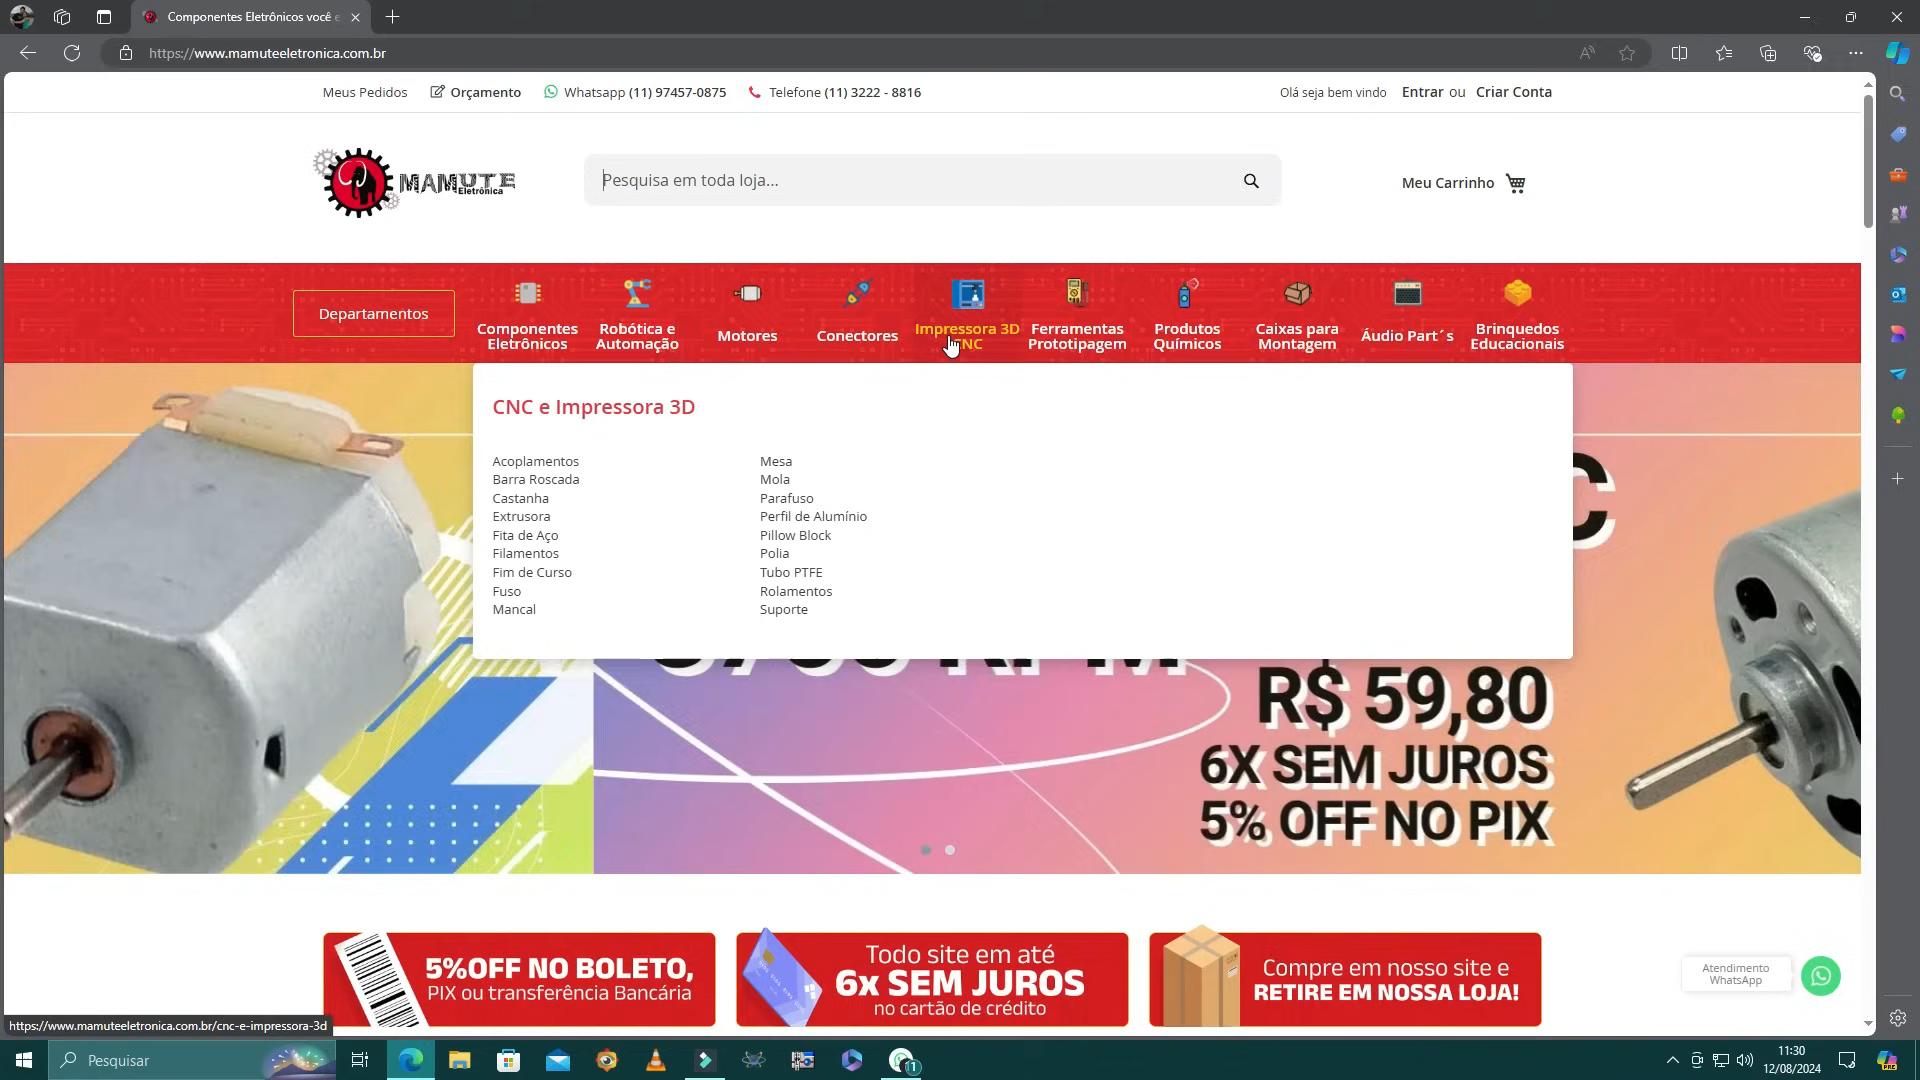 Componentes Eletrônicos você e
https://www.mamuteeletronica.com.br
Meus Pedidos
Orçamento
Whatsapp (11) 97457-0875
Telefone (11) 3222 - 8816
Olá seja bem vindo
Entrar ou Criar Conta
MAMUTE
Eletrônica
Pesquisa em toda loja...
Meu Carrinho
Departamentos
Componentes
Eletrônicos
Robótica e
Automação
Motores
Conectores
Impressora 3D
CNC
Ferramentas
Prototipagem
Produtos
Químicos
Caixas para
Montagem
Áudio Part´s
Brinquedos
Educacionais
CNC e Impressora 3D
Acoplamentos
Barra Roscada
Castanha
Extrusora
Fita de Aço
Filamentos
Fim de Curso
Fuso
Mancal
Mesa
Mola
Parafuso
Perfil de Alumínio
Pillow Block
Polia
Tubo PTFE
Rolamentos
Suporte
RPM
R$ 59,80
6X SEM JUROS
5% OFF NO PIX
5%OFF NO BOLETO,
PIX ou transferência Bancária
Todo site em até
6x SEM JUROS
no cartão de crédito
Compre em nosso site e
RETIRE EM NOSSA LOJA!
Atendimento
WhatsApp
https://www.mamuteeletronica.com.br/cnc-e-impressora-3d
Pesquisar
11
11:30
12/08/2024
PRE